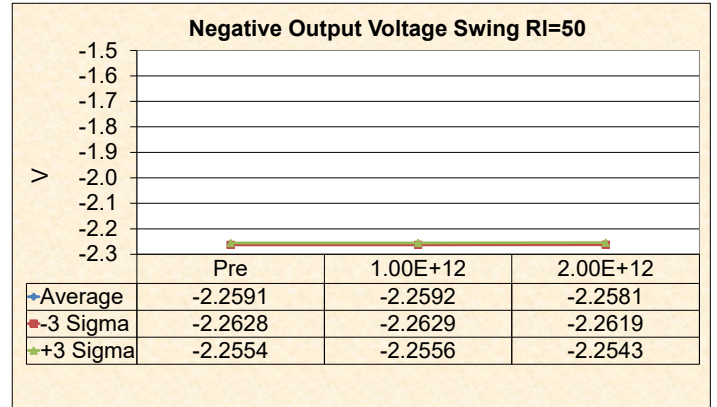 Negative Output Voltage Swing Rl=50
-1.5
-1.6
-1.7
-1.8
-1.9
-2.0
-2.1
-2.2
-2.3
V
Pre 1.00E+12 2.00E+12
Average -2.2591 -2.2592 -2.2581
-3 Sigma -2.2628 -2.2629 -2.2619
+3 Sigma -2.2554 -2.2556 -2.2543